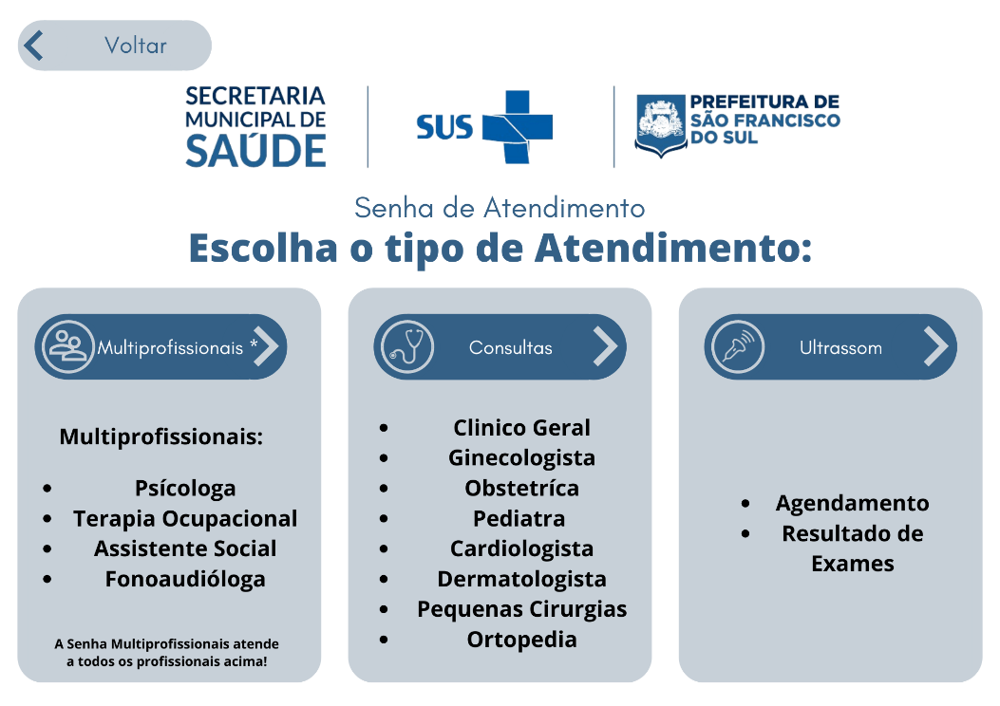 Voltar
SECRETARIA
MUNICIPAL DE
SAÚDE
SUS
PREFEITURA DE
SÃO FRANCISCO
DO SUL
Senha de Atendimento
Escolha o tipo de Atendimento:
Multiprofissionais *
Multiprofissionais:
• Psícologa
• Terapia Ocupacional
• Assistente Social
• Fonoaudióloga
A Senha Multiprofissionais atende
a todos os profissionais acima!
Consultas
• Clinico Geral
• Ginecologista
• Obstetríca
• Pediatra
• Cardiologista
• Dermatologista
• Pequenas Cirurgias
• Ortopedia
Ultrassom
• Agendamento
• Resultado de
Exames